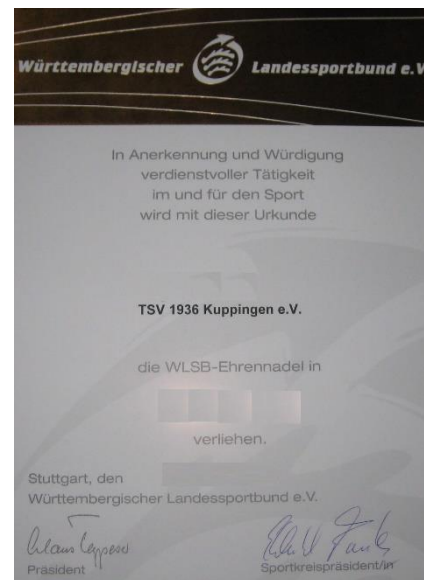 Württembergischer Landessportbund e.V
In Anerkennung und Würdigung
verdienstvoller Tätigkeit
im und für den Sport
wird mit dieser Urkunde
TSV 1936 Kuppingen e.V.
die WLSB-Ehrennadel in
verliehen.
Stuttgart, den
Württembergischer Landessportbund e.V.
Präsident Sportkreispräsident/in